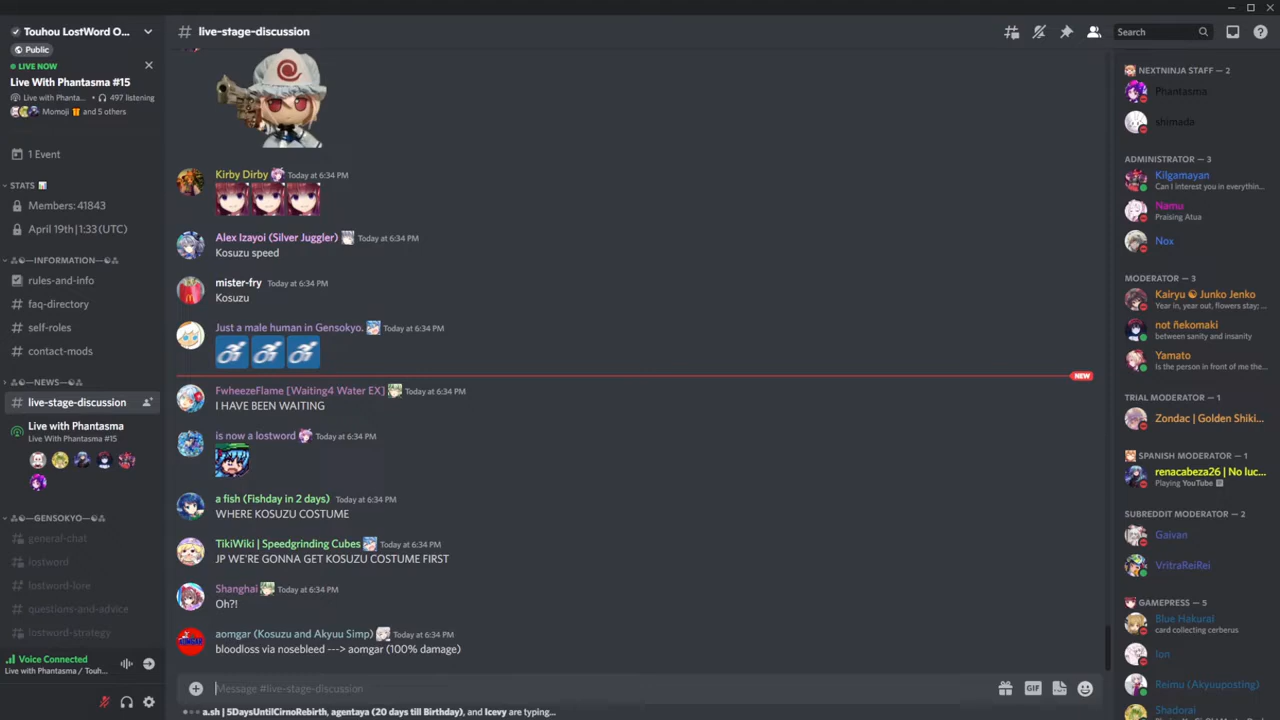 Touhou LostWord O...
Public
LIVE NOW
Live With Phantasma #15
Live with Phanta... • 497 listening
Momoji and 5 others
1 Event
STATS
Members: 41843
April 19th | 1:33 (UTC)
—INFORMATION—
rules-and-info
faq-directory
self-roles
contact-mods
—NEWS—
live-stage-discussion
Live with Phantasma
Live With Phantasma #15
—GENSOKYO—
general-chat
lostword
lostword-lore
questions-and-advice
lostword-strategy
Voice Connected
Live with Phantasma / Touh...
live-stage-discussion
Kirby Dirby Today at 6:34 PM
Alex Izayoi (Silver Juggler) Today at 6:34 PM
Kosuzu speed
mister-fry Today at 6:34 PM
Kosuzu
Just a male human in Gensokyo. Today at 6:34 PM
NEW
FwheezeFlame [Waiting4 Water EX] Today at 6:34 PM
I HAVE BEEN WAITING
is now a lostword Today at 6:34 PM
a fish (Fishday in 2 days) Today at 6:34 PM
WHERE KOSUZU COSTUME
TikiWiki | Speedgrinding Cubes Today at 6:34 PM
JP WE'RE GONNA GET KOSUZU COSTUME FIRST
Shanghai Today at 6:34 PM
Oh?!
aomgar (Kosuzu and Akyuu Simp) Today at 6:34 PM
bloodloss via nosebleed ---> aomgar (100% damage)
Message #live-stage-discussion
GIF
a.sh | 5DaysUntilCirnoRebirth, agentaya (20 days till Birthday), and Icevy are typing...
Search
NEXTNINJA STAFF — 2
Phantasma
shimada
ADMINISTRATOR — 3
Kilgamayan
Can I interest you in everythin...
Namu
Praising Atua
Nox
MODERATOR — 3
Kairyu ☯ Junko Jenko
Year in, year out, flowers stay; ...
not ñekomaki
between sanity and insanity
Yamato
Is the person in front of me the...
TRIAL MODERATOR — 1
Zondac | Golden Shiki...
SPANISH MODERATOR — 1
renacabeza26 | No luc...
Playing YouTube
SUBREDDIT MODERATOR — 2
Gaivan
VritraReiRei
GAMEPRESS — 5
Blue Hakurai
card collecting cerberus
Ion
Reimu (Akyuuposting)
Shadorai